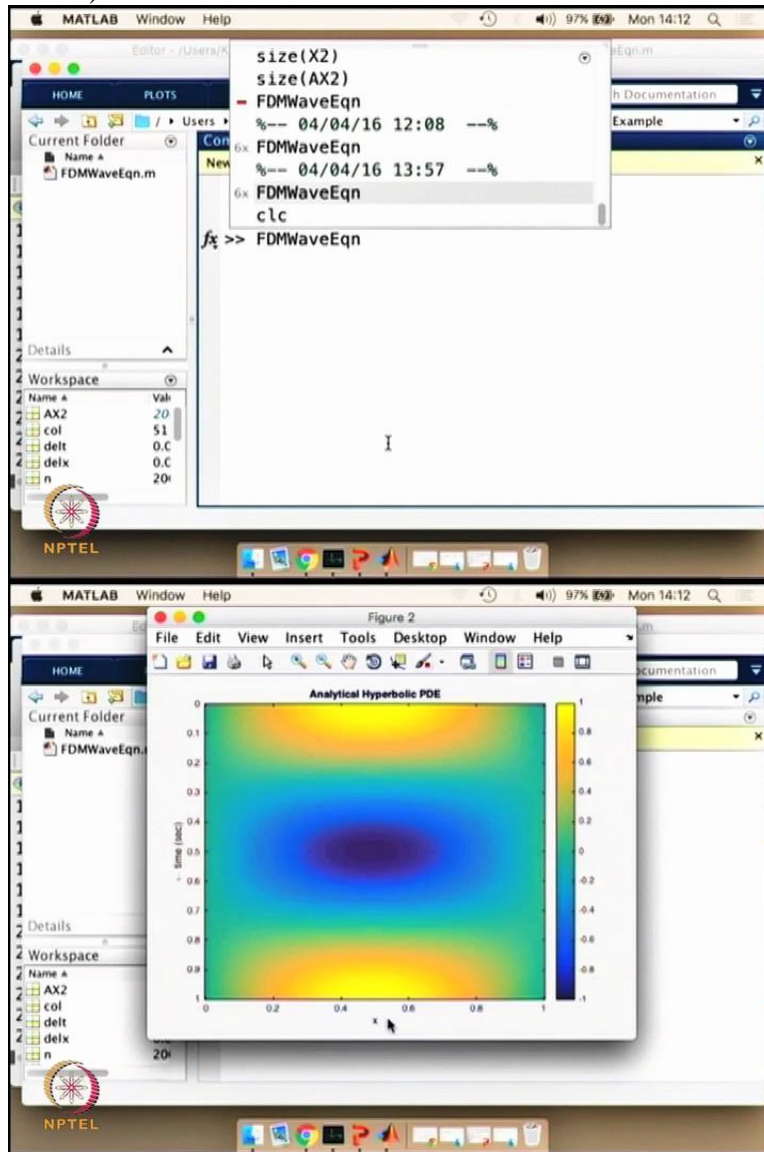 MATLAB Window Help 97% Mon 14:12
Editor - /Users/K
size(X2)
size(AX2)
HOME PLOTS
FDMWaveEqn
h Documentation
/ Users
%-- 04/04/16 12:08 --%
Example
Current Folder
6x FDMWaveEqn
Name
New
%-- 04/04/16 13:57 --%
FDMWaveEqn.m
6x FDMWaveEqn
clc
fx >> FDMWaveEqn
Details
Workspace
Name
AX2 20
col 51
delt 0.0
delx 0.0
n 20
NPTEL
MATLAB Window Help 97% Mon 14:12
Figure 2
File Edit View Insert Tools Desktop Window Help
HOME
Current Folder
Name
Analytical Hyperbolic PDE
0
0.1
0.2
0.3
0.4
0.5
0.6
0.7
0.8
0.9
1
time (sec)
0 0.2 0.4 0.6 0.8 1
x
1
0.8
0.6
0.4
0.2
0
-0.2
-0.4
-0.6
-0.8
-1
Details
Workspace
Name
AX2
col
delt
delx
n 20
NPTEL